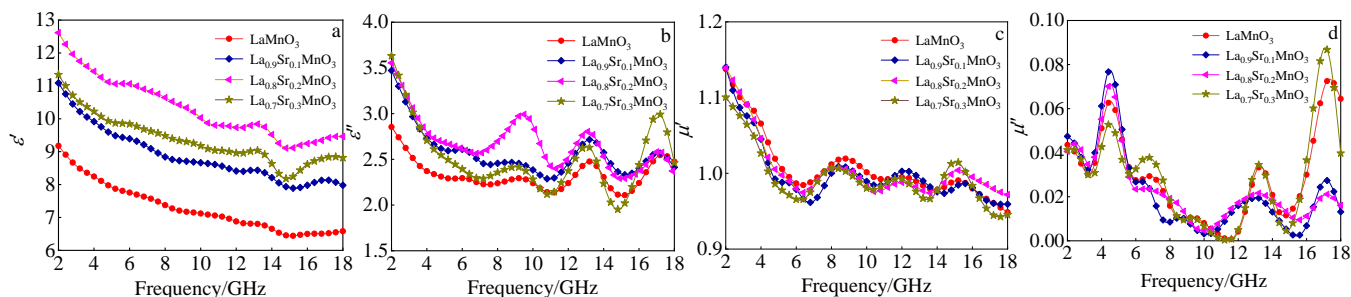 a
LaMnO₃
La₀.₉Sr₀.₁MnO₃
La₀.₈Sr₀.₂MnO₃
La₀.₇Sr₀.₃MnO₃
13
12
11
10
9
8
7
6
5
ε′
2 4 6 8 10 12 14 16 18
Frequency/GHz
b
LaMnO₃
La₀.₉Sr₀.₁MnO₃
La₀.₈Sr₀.₂MnO₃
La₀.₇Sr₀.₃MnO₃
4.0
3.5
3.0
2.5
2.0
1.5
ε″
2 4 6 8 10 12 14 16 18
Frequency/GHz
c
LaMnO₃
La₀.₉Sr₀.₁MnO₃
La₀.₈Sr₀.₂MnO₃
La₀.₇Sr₀.₃MnO₃
1.2
1.1
1.0
0.9
μ′
2 4 6 8 10 12 14 16 18
Frequency/GHz
d
LaMnO₃
La₀.₉Sr₀.₁MnO₃
La₀.₈Sr₀.₂MnO₃
La₀.₇Sr₀.₃MnO₃
0.10
0.08
0.06
0.04
0.02
0.00
μ″
2 4 6 8 10 12 14 16 18
Frequency/GHz